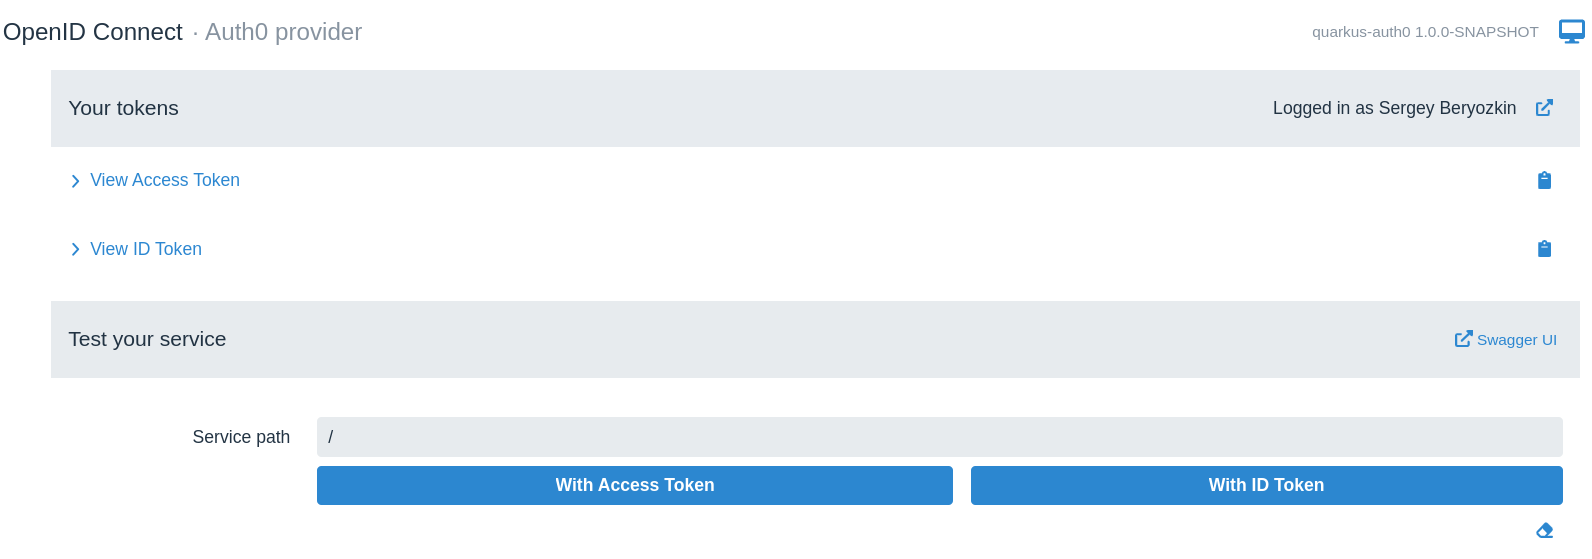 OpenID Connect · Auth0 provider quarkus-auth0 1.0.0-SNAPSHOT
Your tokens Logged in as Sergey Beryozkin
View Access Token
View ID Token
Test your service Swagger UI
Service path /
With Access Token With ID Token